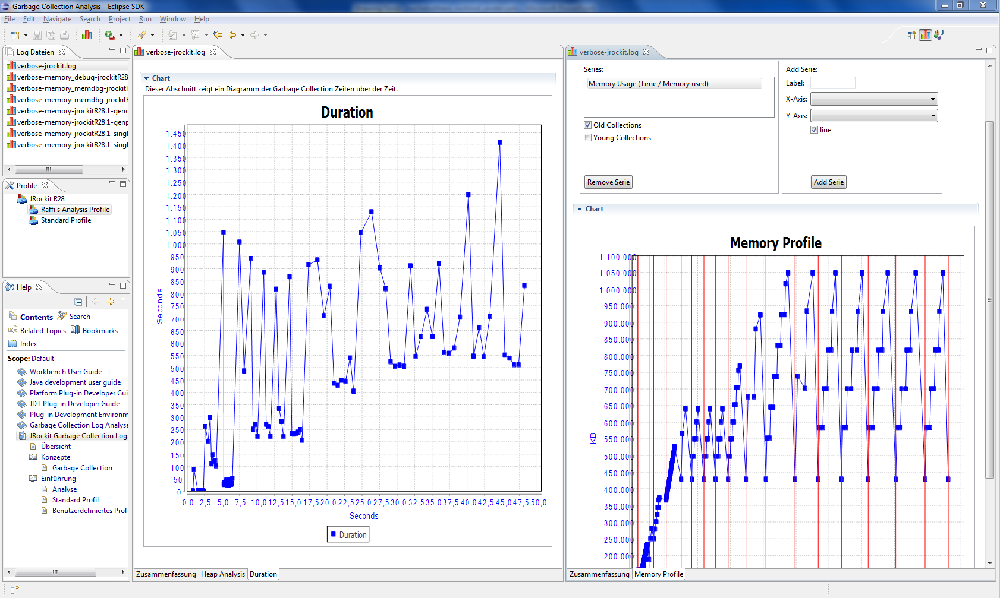 Garbage Collection Analysis - Eclipse SDK
File Edit Navigate Search Project Run Window Help
Log Dateien
verbose-jrockit.log
verbose-memory_debug-jrockitR28
verbose-memory_memdbg-jrockitF
verbose-memory_memdbg-jrockitF
verbose-memory-jrockitR28.1-genc
verbose-memory-jrockitR28.1-genp
verbose-memory-jrockitR28.1-singl
verbose-memory-jrockitR28.1-singl
Profile
JRockit R28
Raffi's Analysis Profile
Standard Profile
Help
Contents Search
Related Topics Bookmarks
Index
Scope: Default
Workbench User Guide
Java development user guide
Platform Plug-in Developer Gui
JDT Plug-in Developer Guide
Plug-in Development Environm
Garbage Collection Log Analyse
JRockit Garbage Collection Log
Übersicht
Konzepte
Garbage Collection
Einführung
Analyse
Standard Profil
Benutzerdefiniertes Profi
verbose-jrockit.log
Chart
Dieser Abschnitt zeigt ein Diagramm der Garbage Collection Zeiten über der Zeit.
Duration
1.450
1.400
1.350
1.300
1.250
1.200
1.150
1.100
1.050
1.000
950
900
850
800
750
700
650
600
550
500
450
400
350
300
250
200
150
100
50
0
Seconds
0,0 2,5 5,0 7,5 10,0 12,5 15,0 17,5 20,0 22,5 25,0 27,5 30,0 32,5 35,0 37,5 40,0 42,5 45,0 47,5 50,0
Seconds
Duration
Zusammenfassung Heap Analysis Duration
verbose-jrockit.log
Series:
Memory Usage (Time / Memory used)
Old Collections
Young Collections
Remove Serie
Add Serie:
Label:
X-Axis:
Y-Axis:
line
Add Serie
Chart
Memory Profile
1.100.000
1.050.000
1.000.000
950.000
900.000
850.000
800.000
750.000
700.000
650.000
600.000
550.000
500.000
450.000
400.000
350.000
300.000
250.000
200.000
KB
Zusammenfassung Memory Profile